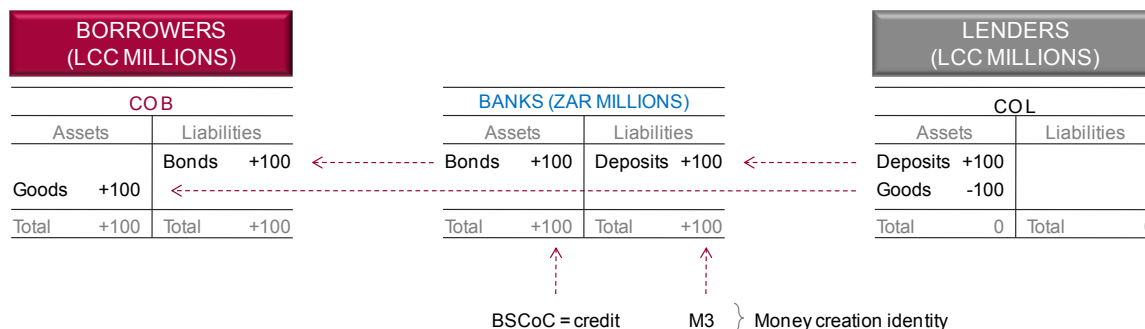 BORROWERS
(LCC MILLIONS)
LENDERS
(LCC MILLIONS)
COB
BANKS (ZAR MILLIONS)
COL
Assets Liabilities Assets Liabilities Assets Liabilities
Bonds +100 Bonds +100 Deposits +100 Deposits +100
Goods +100 Goods -100
Total +100 Total +100 Total +100 Total +100 Total 0 Total
BSCoC = credit M3 } Money creation identity